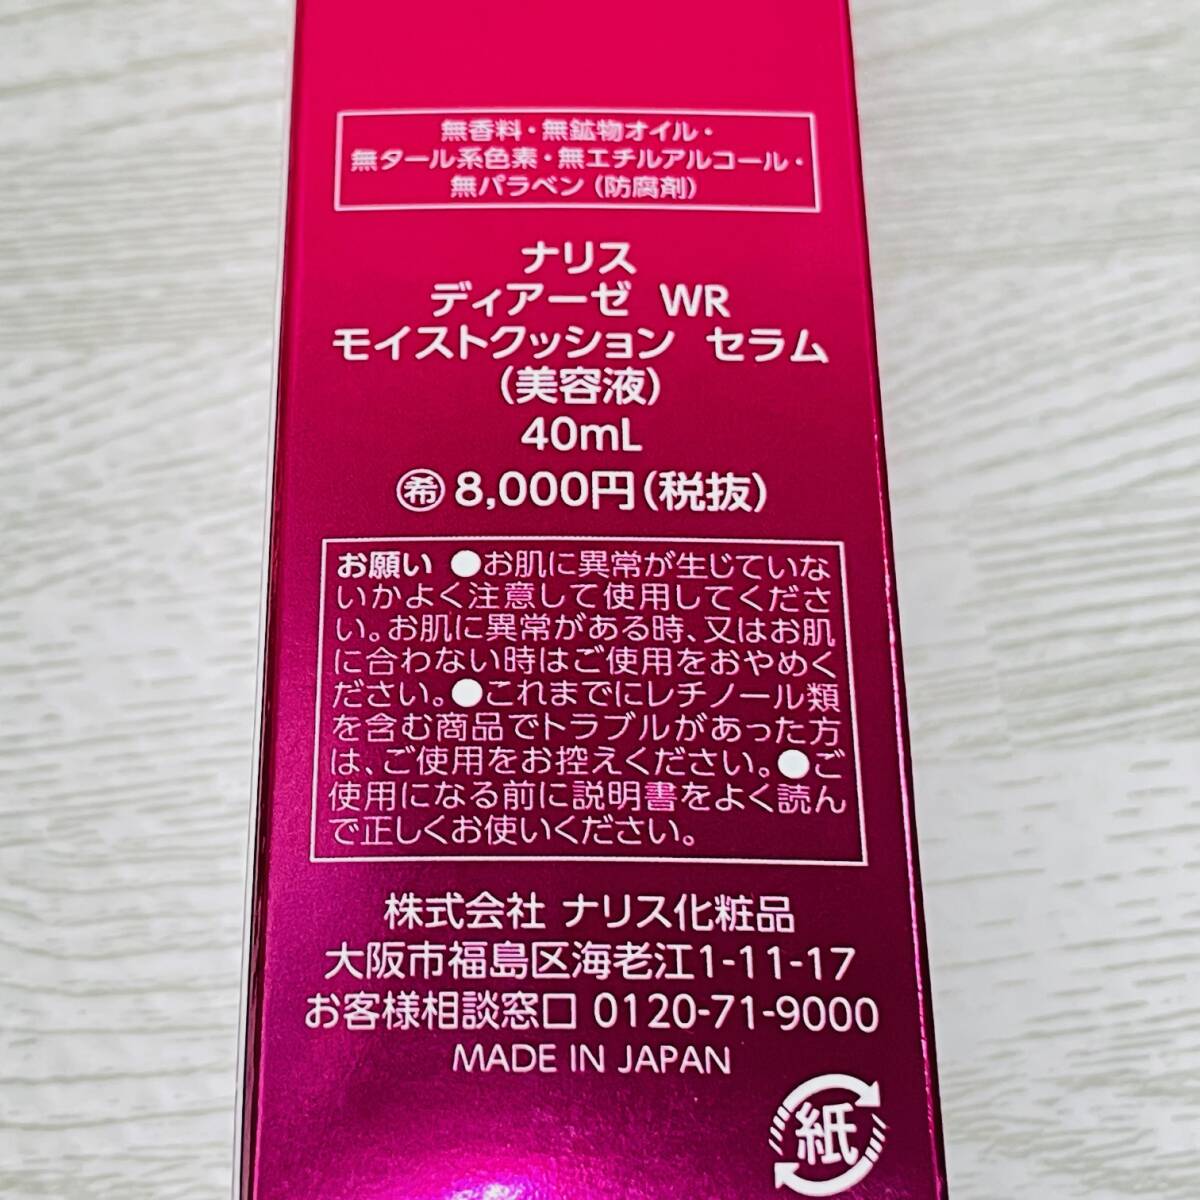 無香料・無鉱物オイル・
無タール系色素・無エチルアルコール・
無パラベン（防腐剤）
ナリス
ディアーゼ WR
モイストクッション セラム
（美容液）
40mL
㊒希 8,000円（税抜）
お願い ●お肌に異常が生じていな
いかよく注意して使用してくださ
い。お肌に異常がある時、又はお肌
に合わない時はご使用をおやめく
ださい。●これまでにレチノール類
を含む商品でトラブルがあった方
は、ご使用をお控えください。●ご
使用になる前に説明書をよく読ん
で正しくお使いください。
株式会社 ナリス化粧品
大阪市福島区海老江1-11-17
お客様相談窓口 0120-71-9000
MADE IN JAPAN
紙